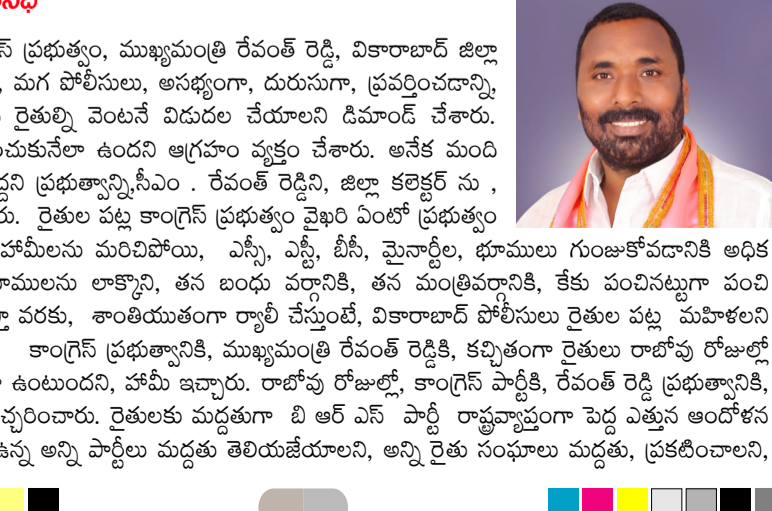 ప్రభుత్వం, ముఖ్యమంత్రి రేవంత్ రెడ్డి, వికారాబాద్ జిల్లా
, మగ పోలీసులు, అసభ్యంగా, దురుసుగా, ప్రవర్తించడాన్ని,
రైతుల్ని వెంటనే విడుదల చేయాలని డిమాండ్ చేశారు.
చుకునేలా ఉందని ఆగ్రహం వ్యక్తం చేశారు. అనేక మంది
ద్దని ప్రభుత్వాన్ని,సీఎం . రేవంత్ రెడ్డిని, జిల్లా కలెక్టర్ ను ,
రు. రైతుల పట్ల కాంగ్రెస్ ప్రభుత్వం వైఖరి ఏంటో ప్రభుత్వం
హామీలను మరిచిపోయి, ఎస్సీ, ఎస్టీ, బీసీ, మైనార్టీల, భూములు గుంజుకోవడానికి అధిక
ములను లాక్కొని, తన బంధు వర్గానికి, తన మంత్రివర్గానికి, కేకు పంచినట్టుగా పంచి
వరకు, శాంతియుతంగా ర్యాలీ చేస్తుంటే, వికారాబాద్ పోలీసులు రైతుల పట్ల మహిళలని
కాంగ్రెస్ ప్రభుత్వానికి, ముఖ్యమంత్రి రేవంత్ రెడ్డికి, కచ్చితంగా రైతులు రాబోవు రోజుల్లో
ఉంటుందని, హామీ ఇచ్చారు. రాబోవు రోజుల్లో, కాంగ్రెస్ పార్టీకి, రేవంత్ రెడ్డి ప్రభుత్వానికి,
చ్చరించారు. రైతులకు మద్దతుగా బి ఆర్ ఎస్ పార్టీ రాష్ట్రవ్యాప్తంగా పెద్ద ఎత్తున ఆందోళన
ఉన్న అన్ని పార్టీలు మద్దతు తెలియజేయాలని, అన్ని రైతు సంఘాలు మద్దతు, ప్రకటించాలని,